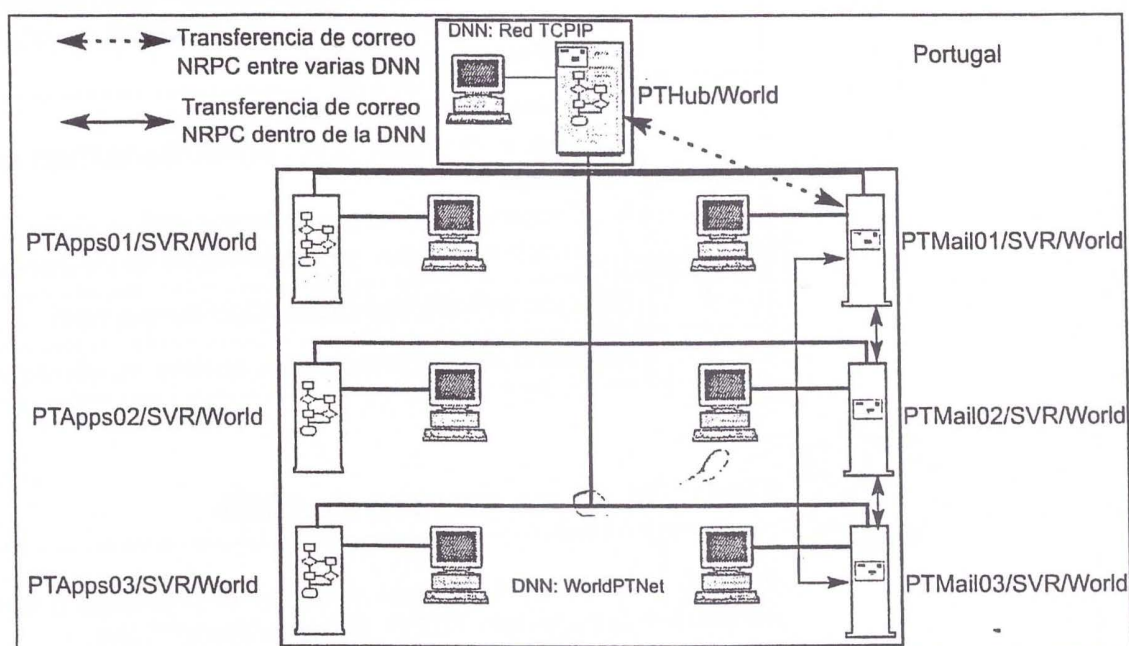 Transferencia de correo
NRPC entre varias DNN
Transferencia de correo
NRPC dentro de la DNN
DNN: Red TCPIP
PTHub/World
Portugal
PTApps01/SVR/World
PTMail01/SVR/World
PTApps02/SVR/World
PTMail02/SVR/World
PTApps03/SVR/World
DNN: WorldPTNet
PTMail03/SVR/World